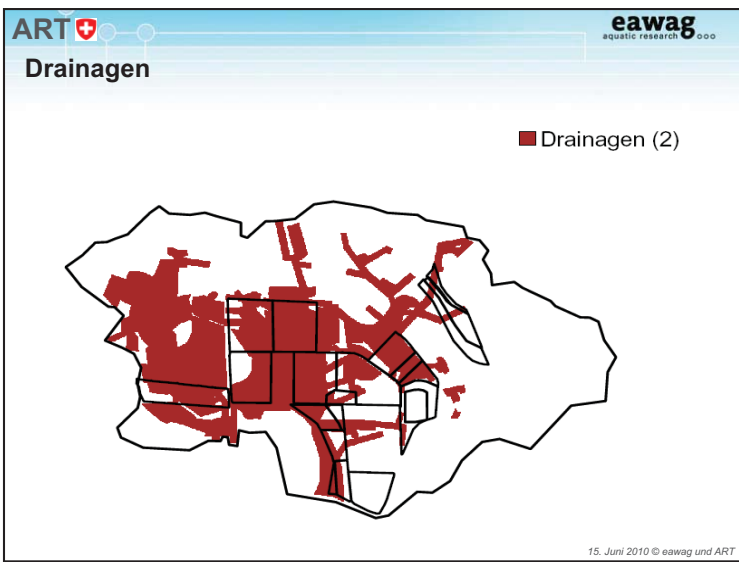 ART
eawag
aquatic research
Drainagen
Drainagen (2)
15. Juni 2010 © eawag und ART